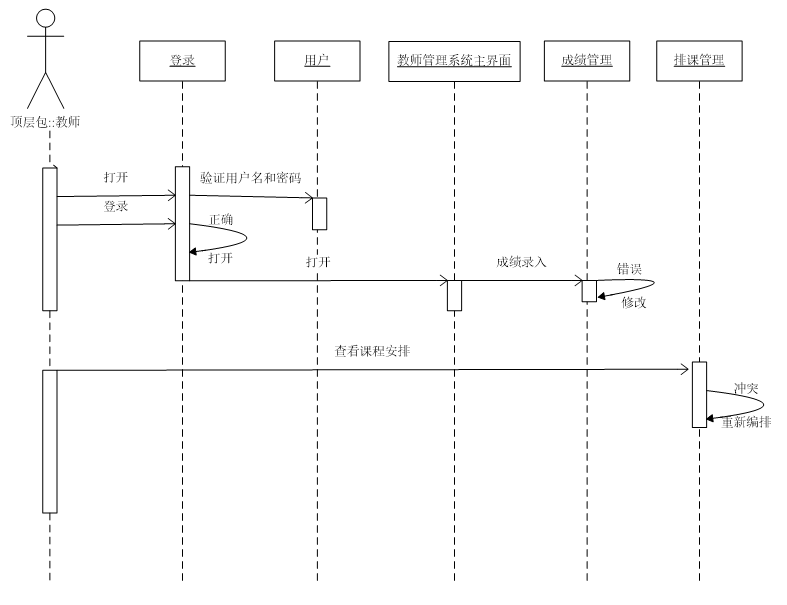 登录
用户
教师管理系统主界面
成绩管理
排课管理
顶层包::教师
打开
验证用户名和密码
登录
正确
打开
打开
成绩录入
错误
修改
查看课程安排
冲突
重新编排